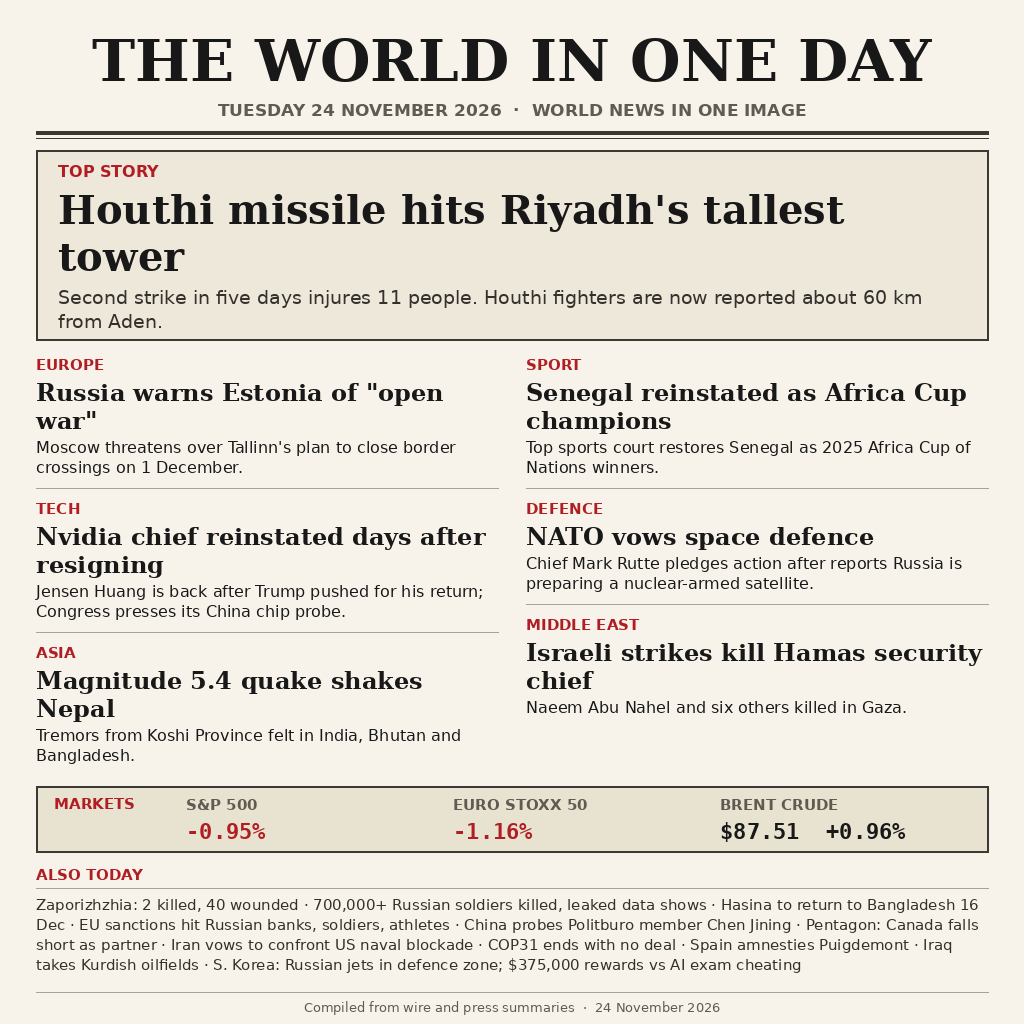 THE WORLD IN ONE DAY
TUESDAY 24 NOVEMBER 2026 · WORLD NEWS IN ONE IMAGE
TOP STORY
Houthi missile hits Riyadh's tallest
tower
Second strike in five days injures 11 people. Houthi fighters are now reported about 60 km
from Aden.
EUROPE
Russia warns Estonia of "open
war"
Moscow threatens over Tallinn's plan to close border
crossings on 1 December.
TECH
Nvidia chief reinstated days after
resigning
Jensen Huang is back after Trump pushed for his return;
Congress presses its China chip probe.
ASIA
Magnitude 5.4 quake shakes
Nepal
Tremors from Koshi Province felt in India, Bhutan and
Bangladesh.
SPORT
Senegal reinstated as Africa Cup
champions
Top sports court restores Senegal as 2025 Africa Cup of
Nations winners.
DEFENCE
NATO vows space defence
Chief Mark Rutte pledges action after reports Russia is
preparing a nuclear-armed satellite.
MIDDLE EAST
Israeli strikes kill Hamas security
chief
Naeem Abu Nahel and six others killed in Gaza.
MARKETS
S&P 500
-0.95%
EURO STOXX 50
-1.16%
BRENT CRUDE
$87.51 +0.96%
ALSO TODAY
Zaporizhzhia: 2 killed, 40 wounded · 700,000+ Russian soldiers killed, leaked data shows · Hasina to return to Bangladesh 16
Dec · EU sanctions hit Russian banks, soldiers, athletes · China probes Politburo member Chen Jining · Pentagon: Canada falls
short as partner · Iran vows to confront US naval blockade · COP31 ends with no deal · Spain amnesties Puigdemont · Iraq
takes Kurdish oilfields · S. Korea: Russian jets in defence zone; $375,000 rewards vs AI exam cheating
Compiled from wire and press summaries · 24 November 2026